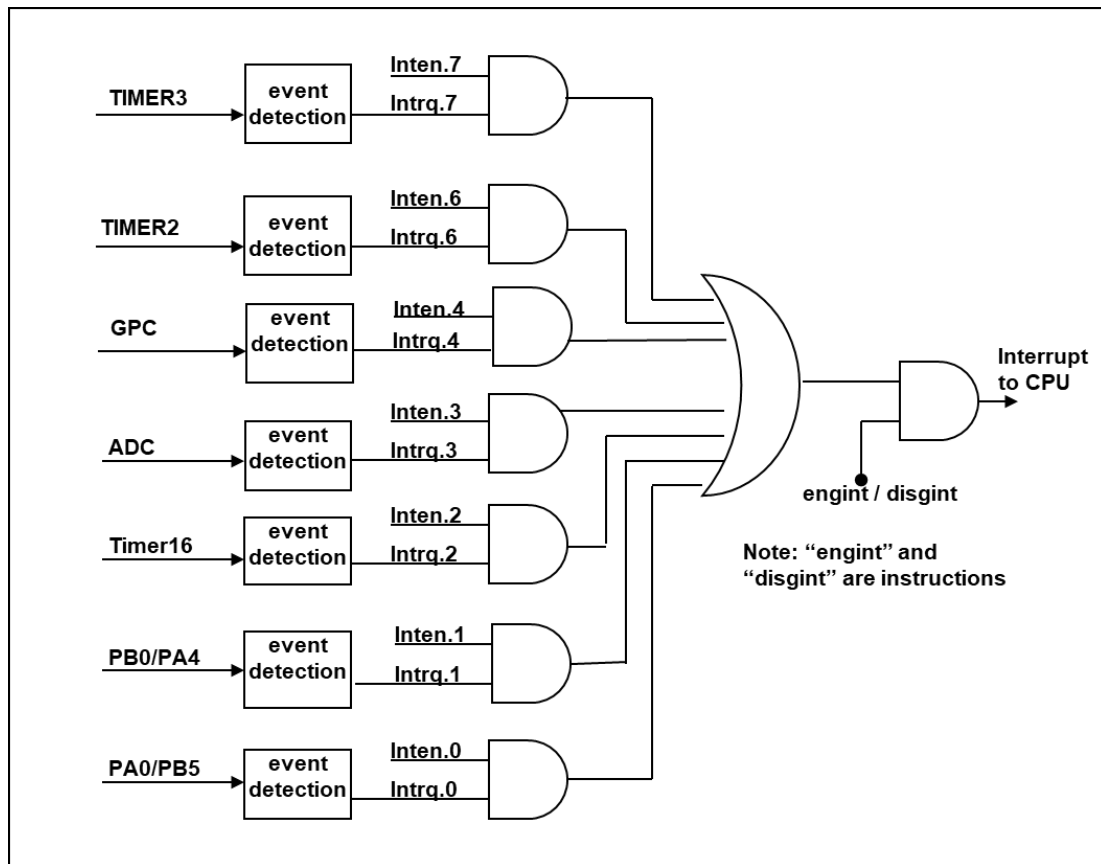 TIMER3
event
detection
Inten.7
Intrq.7
TIMER2
event
detection
Inten.6
Intrq.6
GPC
event
detection
Inten.4
Intrq.4
ADC
event
detection
Inten.3
Intrq.3
Timer16
event
detection
Inten.2
Intrq.2
PB0/PA4
event
detection
Inten.1
Intrq.1
PA0/PB5
event
detection
Inten.0
Intrq.0
Interrupt
to CPU
engint / disgint
Note: “engint” and
“disgint” are instructions